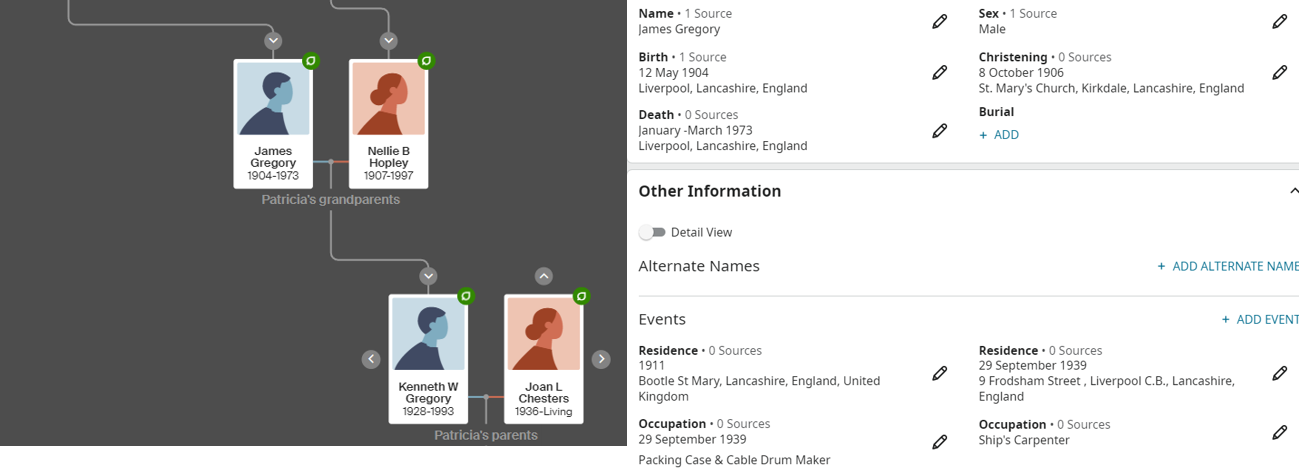 James
Gregory
1904-1973
Nellie B
Hopley
1907-1997
Patricia's grandparents
Kenneth W
Gregory
1928-1993
Joan L
Chesters
1936-Living
Patricia's parents
Name • 1 Source
James Gregory
Sex • 1 Source
Male
Birth • 1 Source
12 May 1904
Liverpool, Lancashire, England
Christening • 0 Sources
8 October 1906
St. Mary's Church, Kirkdale, Lancashire, England
Death • 0 Sources
January -March 1973
Liverpool, Lancashire, England
Burial
+ ADD
Other Information
Detail View
Alternate Names
+ ADD ALTERNATE NAME
Events
+ ADD EVENT
Residence • 0 Sources
1911
Bootle St Mary, Lancashire, England, United
Kingdom
Residence • 0 Sources
29 September 1939
9 Frodsham Street , Liverpool C.B., Lancashire,
England
Occupation • 0 Sources
29 September 1939
Packing Case & Cable Drum Maker
Occupation • 0 Sources
Ship's Carpenter